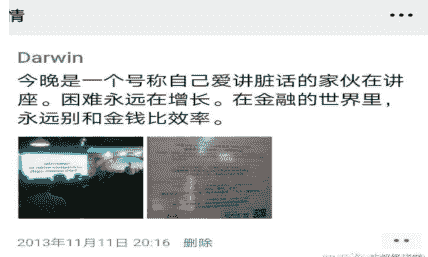 情
Darwin
今晚是一个号称自己爱讲脏话的家伙在讲
座。困难永远在增长。在金融的世界里，
永远别和金钱比效率。
2013年11月11日 20:16 删除